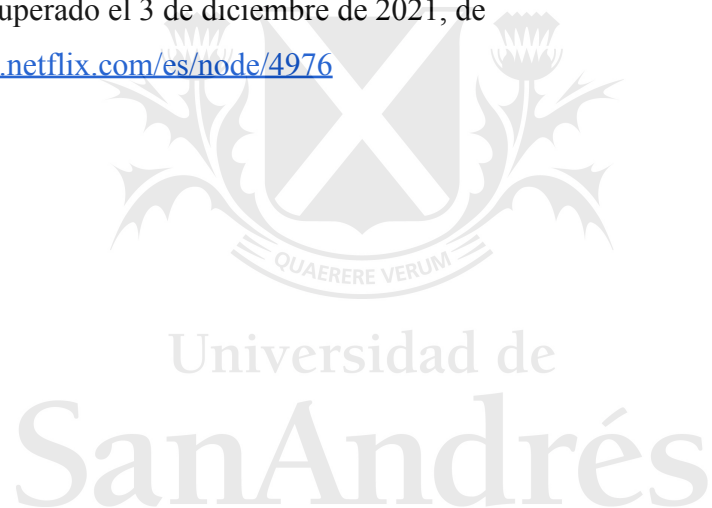 uperado el 3 de diciembre de 2021, de
.netflix.com/es/node/4976
QUAERERE VERUM
Universidad de
SanAndrés